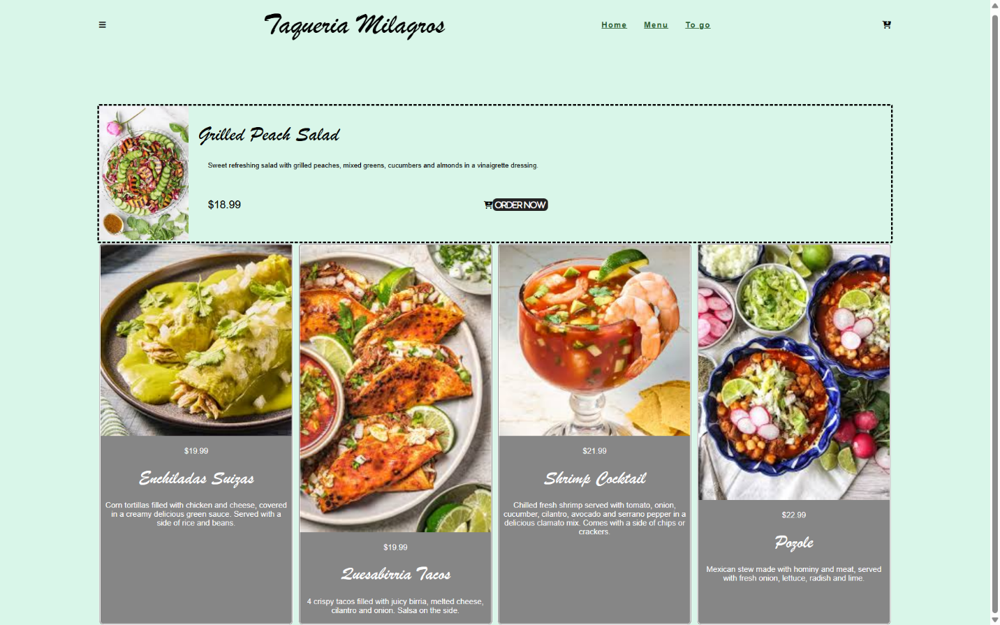 Taqueria Milagros
Home Menu To go
Grilled Peach Salad
Sweet refreshing salad with grilled peaches, mixed greens, cucumbers and almonds in a vinaigrette dressing.
$18.99
ORDER NOW
$19.99
Enchiladas Suizas
Corn tortillas filled with chicken and cheese, covered
in a creamy delicious green sauce. Served with a
side of rice and beans.
$19.99
Quesabirria Tacos
4 crispy tacos filled with juicy birria, melted cheese,
cilantro and onion. Salsa on the side.
$21.99
Shrimp Cocktail
Chilled fresh shrimp served with tomato, onion,
cucumber, cilantro, avocado and serrano pepper in a
delicious clamato mix. Comes with a side of chips or
crackers.
$22.99
Pozole
Mexican stew made with hominy and meat, served
with fresh onion, lettuce, radish and lime.